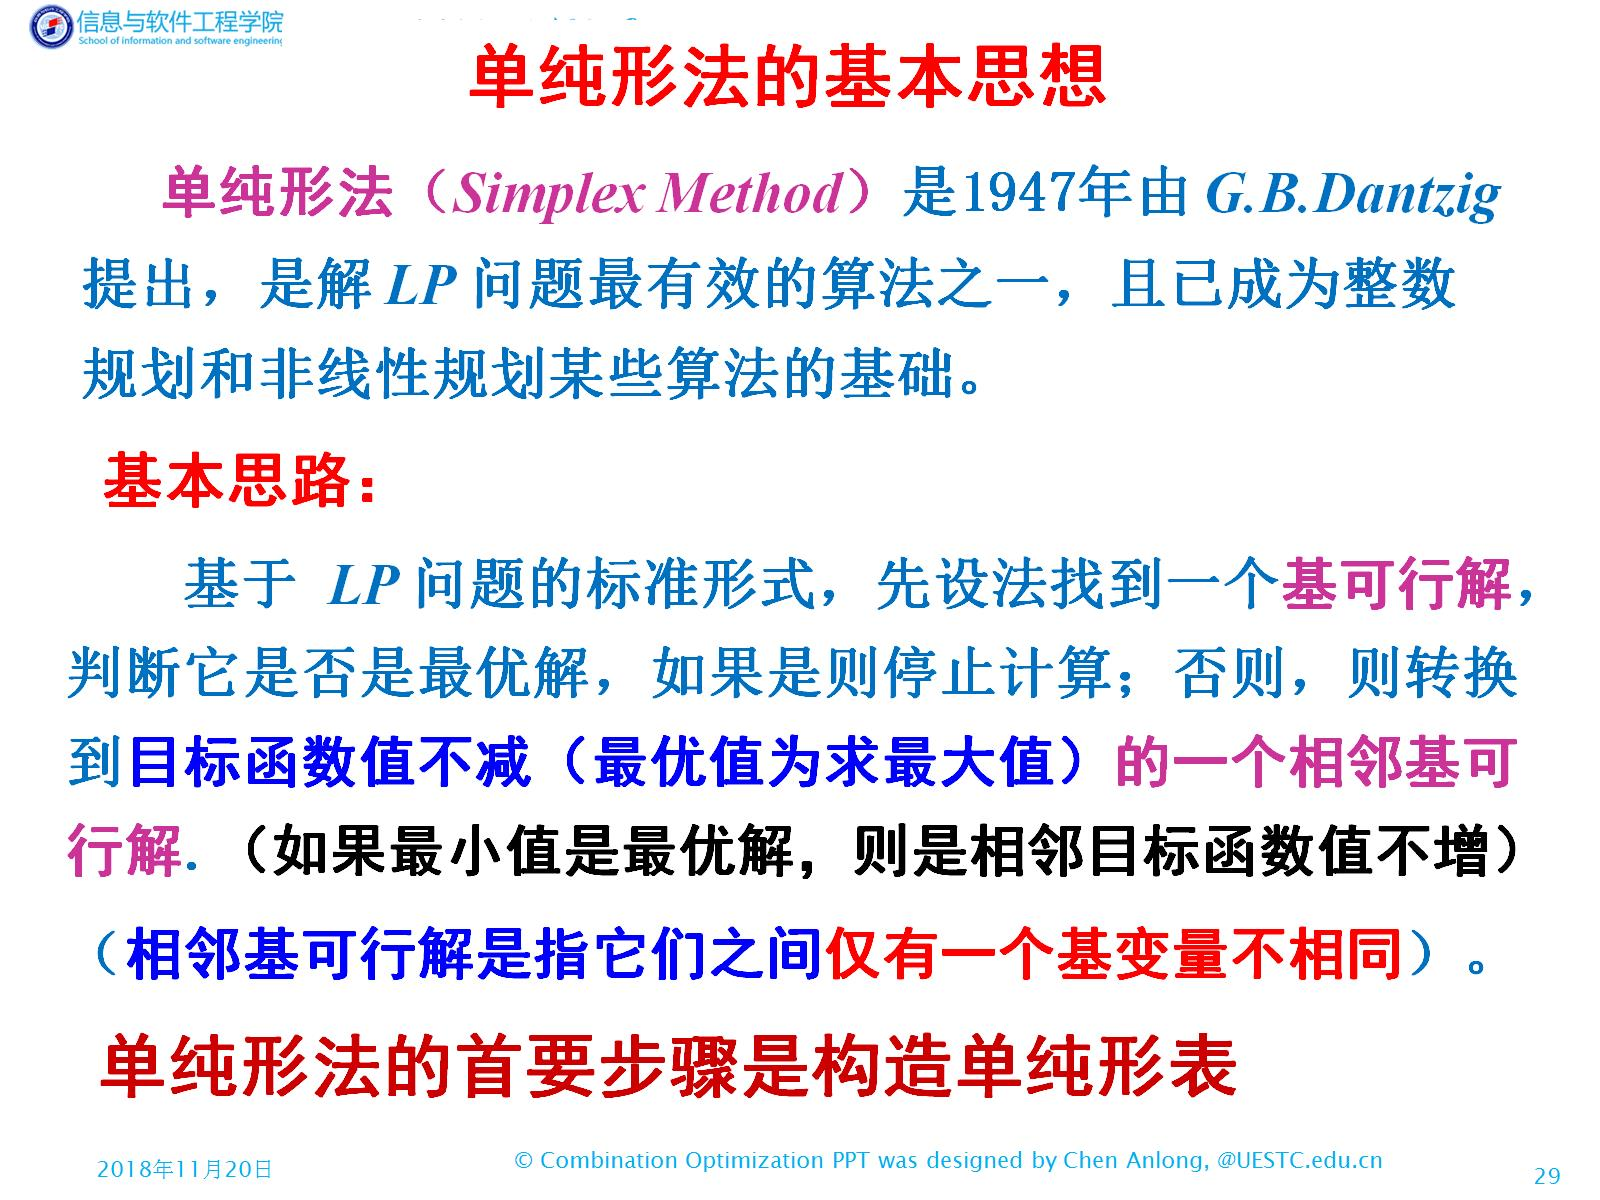 信息与软件工程学院
School of information and software engineering
单纯形法的基本思想
单纯形法（Simplex Method）是1947年由 G.B.Dantzig
提出，是解 LP 问题最有效的算法之一，且已成为整数
规划和非线性规划某些算法的基础。
基本思路：
基于 LP 问题的标准形式，先设法找到一个基可行解，
判断它是否是最优解，如果是则停止计算；否则，则转换
到目标函数值不减（最优值为求最大值）的一个相邻基可
行解.（如果最小值是最优解，则是相邻目标函数值不增）
（相邻基可行解是指它们之间仅有一个基变量不相同）。
单纯形法的首要步骤是构造单纯形表
2018年11月20日
© Combination Optimization PPT was designed by Chen Anlong, @UESTC.edu.cn
29